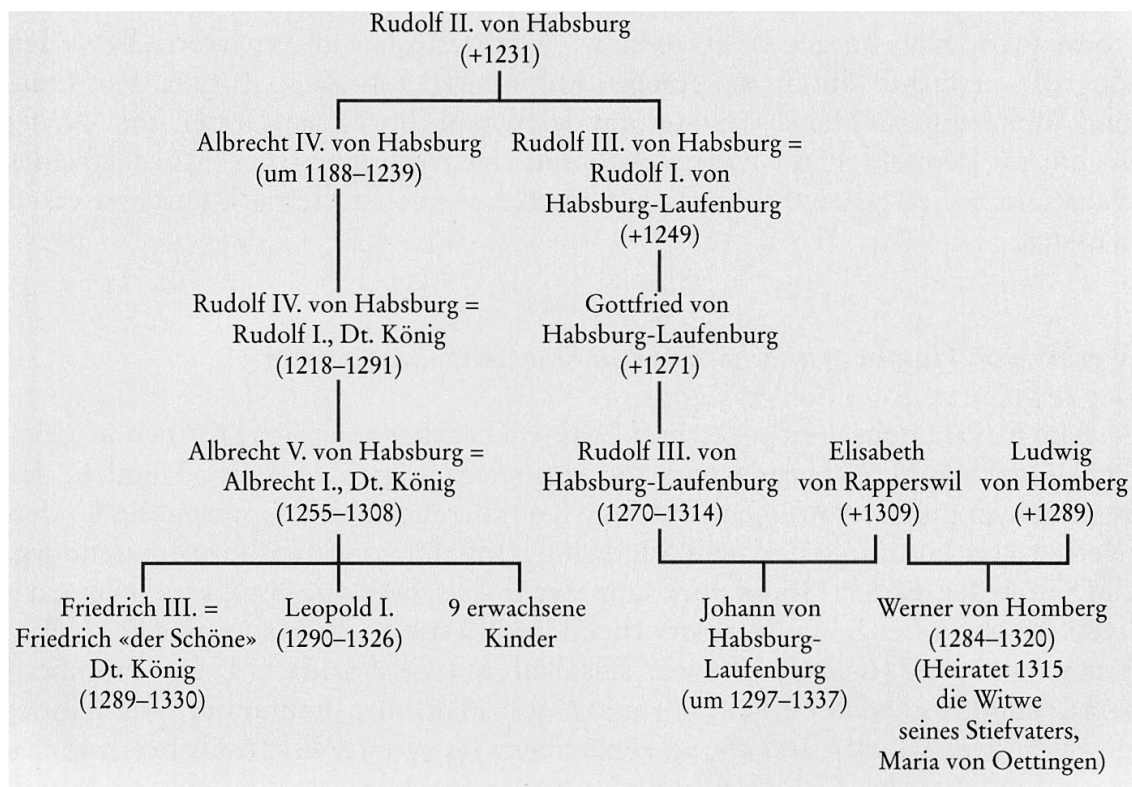 Rudolf II. von Habsburg
(+1231)
Albrecht IV. von Habsburg
(um 1188–1239)
Rudolf III. von Habsburg =
Rudolf I. von
Habsburg-Laufenburg
(+1249)
Rudolf IV. von Habsburg =
Rudolf I., Dt. König
(1218–1291)
Gottfried von
Habsburg-Laufenburg
(+1271)
Albrecht V. von Habsburg =
Albrecht I., Dt. König
(1255–1308)
Rudolf III. von
Habsburg-Laufenburg
(1270–1314)
Elisabeth
von Rapperswil
(+1309)
Ludwig
von Homberg
(+1289)
Friedrich III. =
Friedrich «der Schöne»
Dt. König
(1289–1330)
Leopold I.
(1290–1326)
9 erwachsene
Kinder
Johann von
Habsburg-
Laufenburg
(um 1297-1337)
Werner von Homberg
(1284–1320)
(Heiratet 1315
die Witwe
seines Stiefvaters,
Maria von Oettingen)